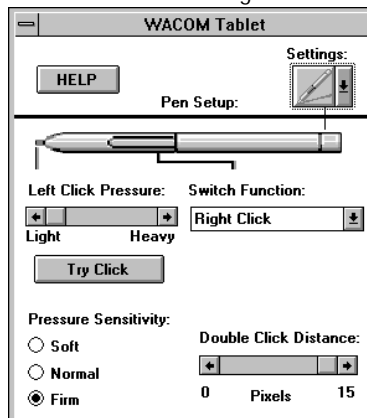 WACOM Tablet
Settings:
HELP
Pen Setup:
Left Click Pressure:
Switch Function:
Right Click
Light Heavy
Try Click
Pressure Sensitivity:
Double Click Distance:
Soft
Normal
Firm
0 Pixels 15